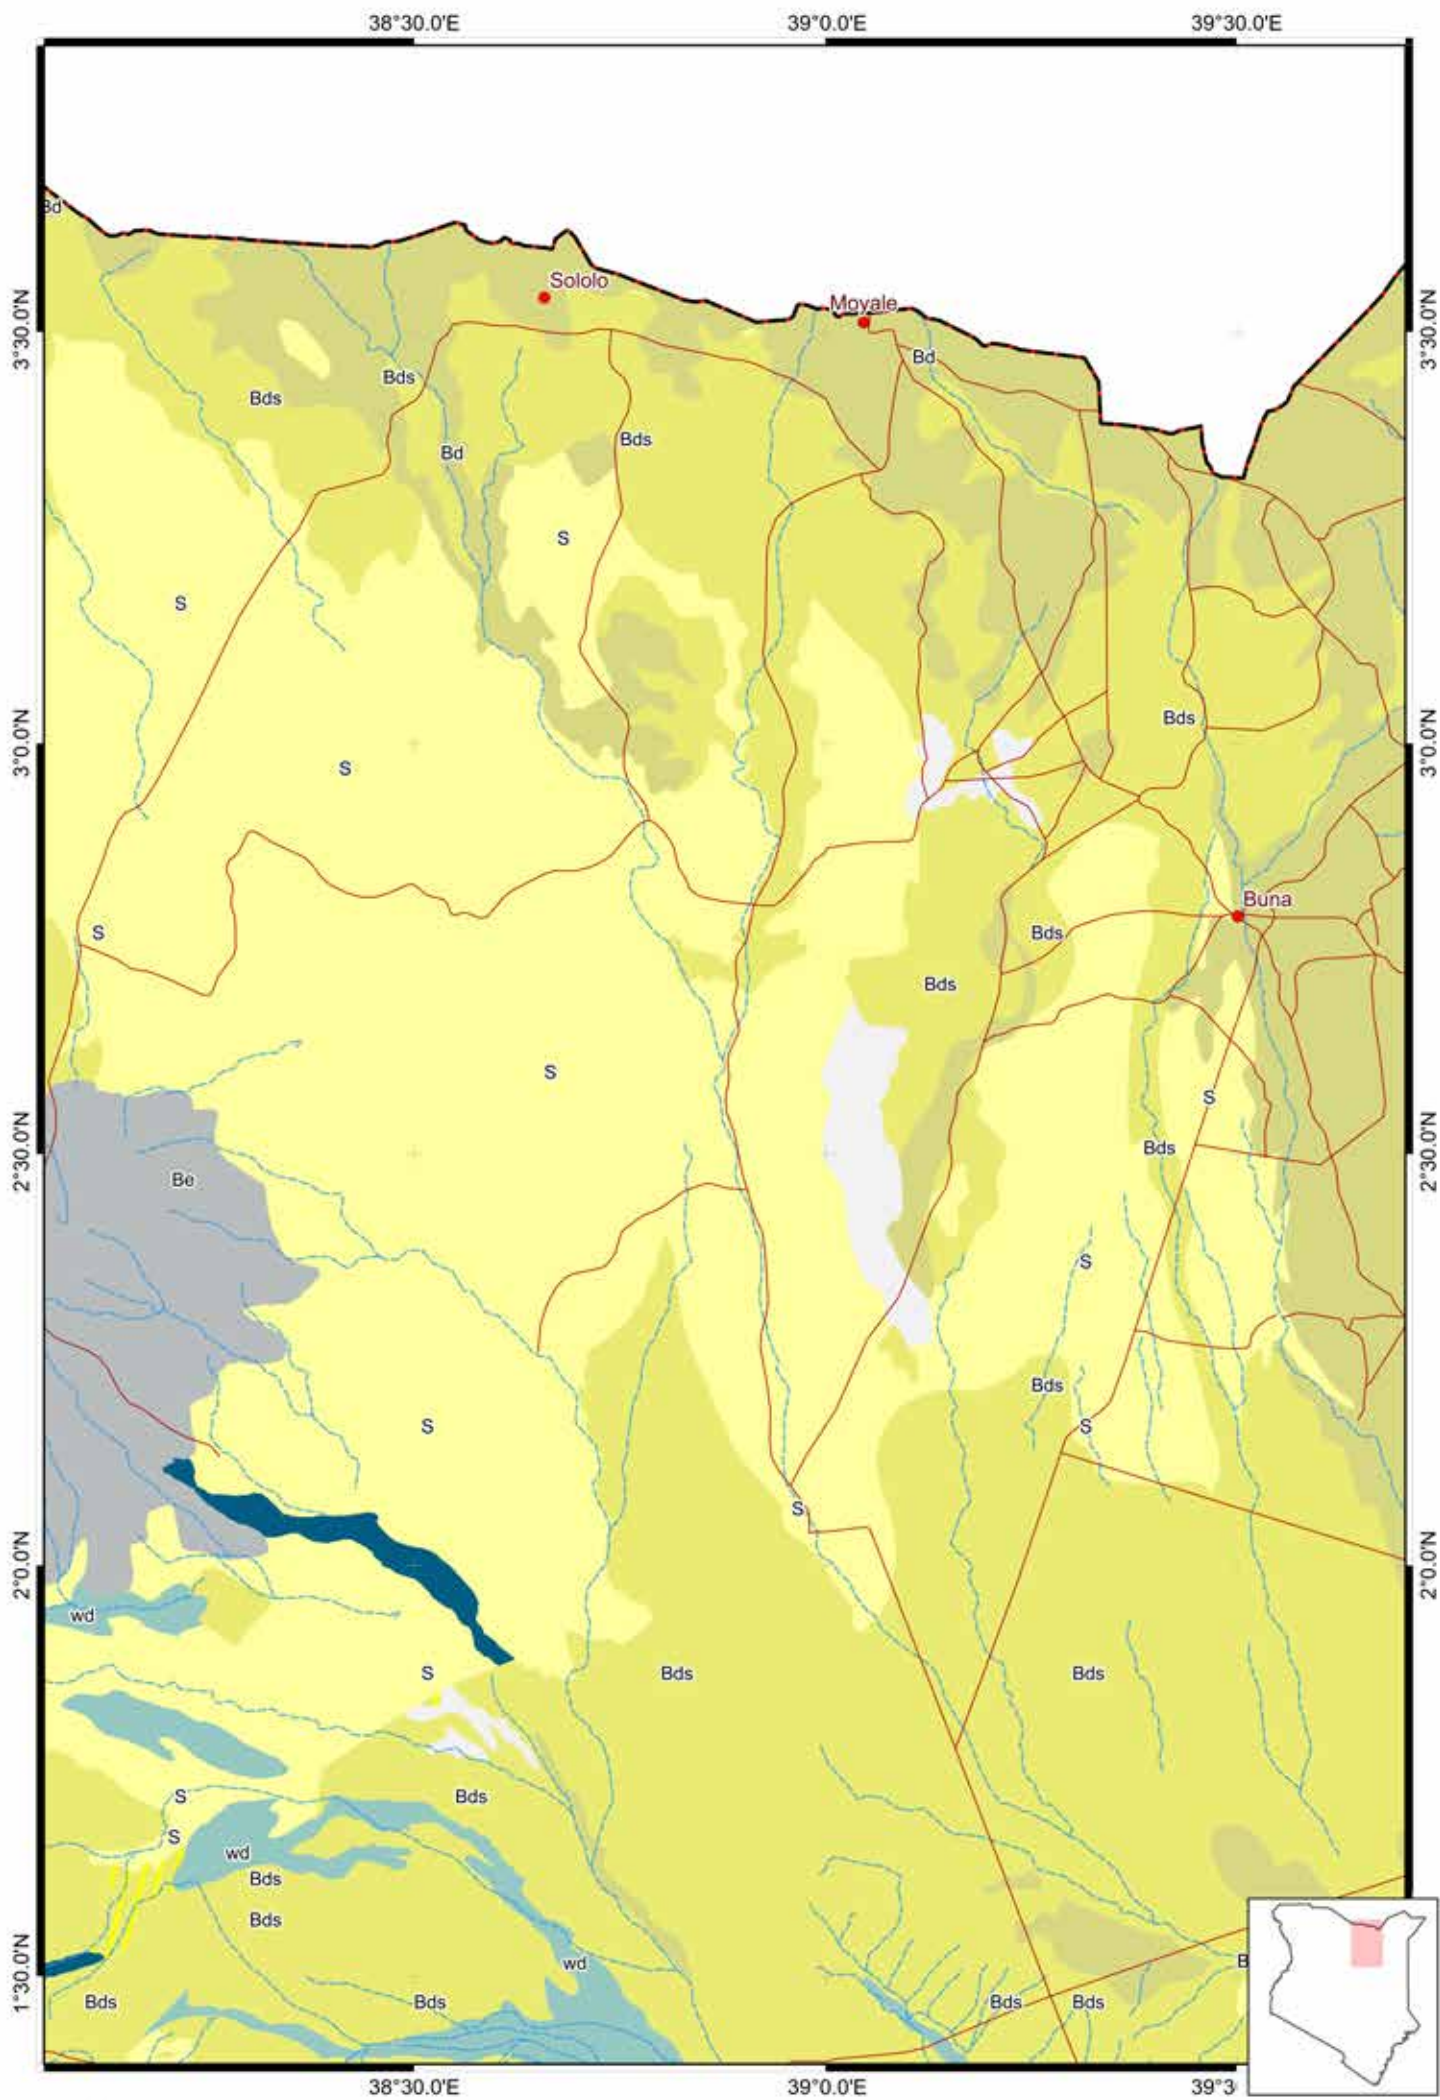 38°30.0'E 39°0.0'E 39°30.0'E
Bd
Sololo
3°30.0'N Moyale 3°30.0'N
Bd
Bds Bds
Bds Bd
S
S
Bds
3°0.0'N 3°0.0'N
S
Buna
S Bds
Bds
S
S
2°30.0'N Bds 2°30.0'N
Be
S
Bds
S S
S
2°0.0'N 2°0.0'N
wd
S Bds Bds
S Bds
S
wd
Bds
Bds
wd B
1°30.0'N
Bds Bds Bds Bds
38°30.0'E 39°0.0'E 39°3